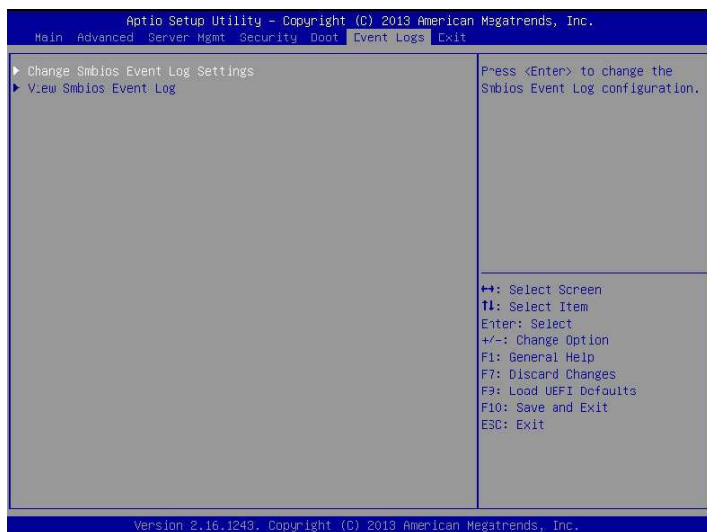 Aptio Setup Utility – Copyright (C) 2013 American Megatrends, Inc.
Main Advanced Server Mgmt Security Boot Event Logs Exit
▶ Change Smbios Event Log Settings
▶ View Smbios Event Log
Press <Enter> to change the
Smbios Event Log configuration.
↔: Select Screen
↑↓: Select Item
Enter: Select
+/-: Change Option
F1: General Help
F7: Discard Changes
F9: Load UEFI Defaults
F10: Save and Exit
ESC: Exit
Version 2.16.1243. Copyright (C) 2013 American Megatrends, Inc.